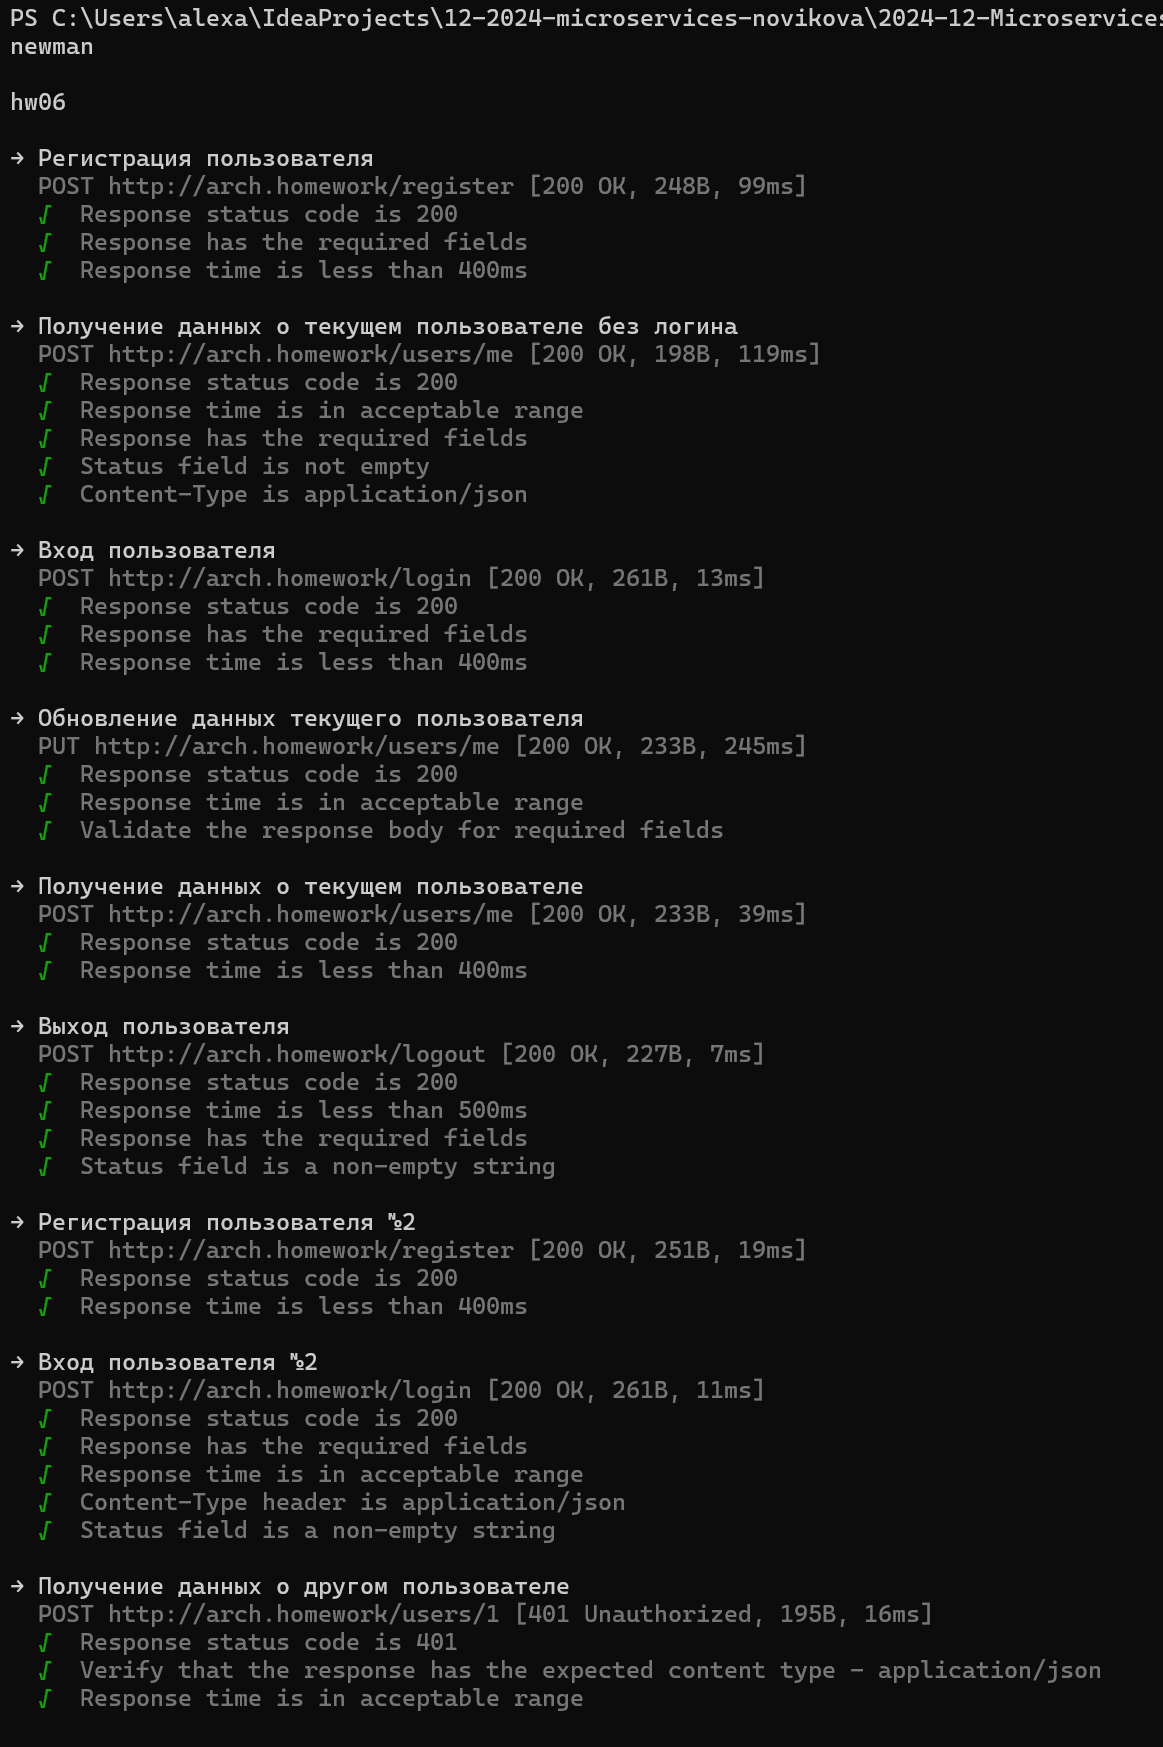 PS C:\Users\alexa\IdeaProjects\12-2024-microservices-novikova\2024-12-Microservices
newman
hw06
→ Регистрация пользователя
POST http://arch.homework/register [200 OK, 248B, 99ms]
√ Response status code is 200
√ Response has the required fields
√ Response time is less than 400ms
→ Получение данных о текущем пользователе без логина
POST http://arch.homework/users/me [200 OK, 198B, 119ms]
√ Response status code is 200
√ Response time is in acceptable range
√ Response has the required fields
√ Status field is not empty
√ Content-Type is application/json
→ Вход пользователя
POST http://arch.homework/login [200 OK, 261B, 13ms]
√ Response status code is 200
√ Response has the required fields
√ Response time is less than 400ms
→ Обновление данных текущего пользователя
PUT http://arch.homework/users/me [200 OK, 233B, 245ms]
√ Response status code is 200
√ Response time is in acceptable range
√ Validate the response body for required fields
→ Получение данных о текущем пользователе
POST http://arch.homework/users/me [200 OK, 233B, 39ms]
√ Response status code is 200
√ Response time is less than 400ms
→ Выход пользователя
POST http://arch.homework/logout [200 OK, 227B, 7ms]
√ Response status code is 200
√ Response time is less than 500ms
√ Response has the required fields
√ Status field is a non-empty string
→ Регистрация пользователя №2
POST http://arch.homework/register [200 OK, 251B, 19ms]
√ Response status code is 200
√ Response time is less than 400ms
→ Вход пользователя №2
POST http://arch.homework/login [200 OK, 261B, 11ms]
√ Response status code is 200
√ Response has the required fields
√ Response time is in acceptable range
√ Content-Type header is application/json
√ Status field is a non-empty string
→ Получение данных о другом пользователе
POST http://arch.homework/users/1 [401 Unauthorized, 195B, 16ms]
√ Response status code is 401
√ Verify that the response has the expected content type - application/json
√ Response time is in acceptable range